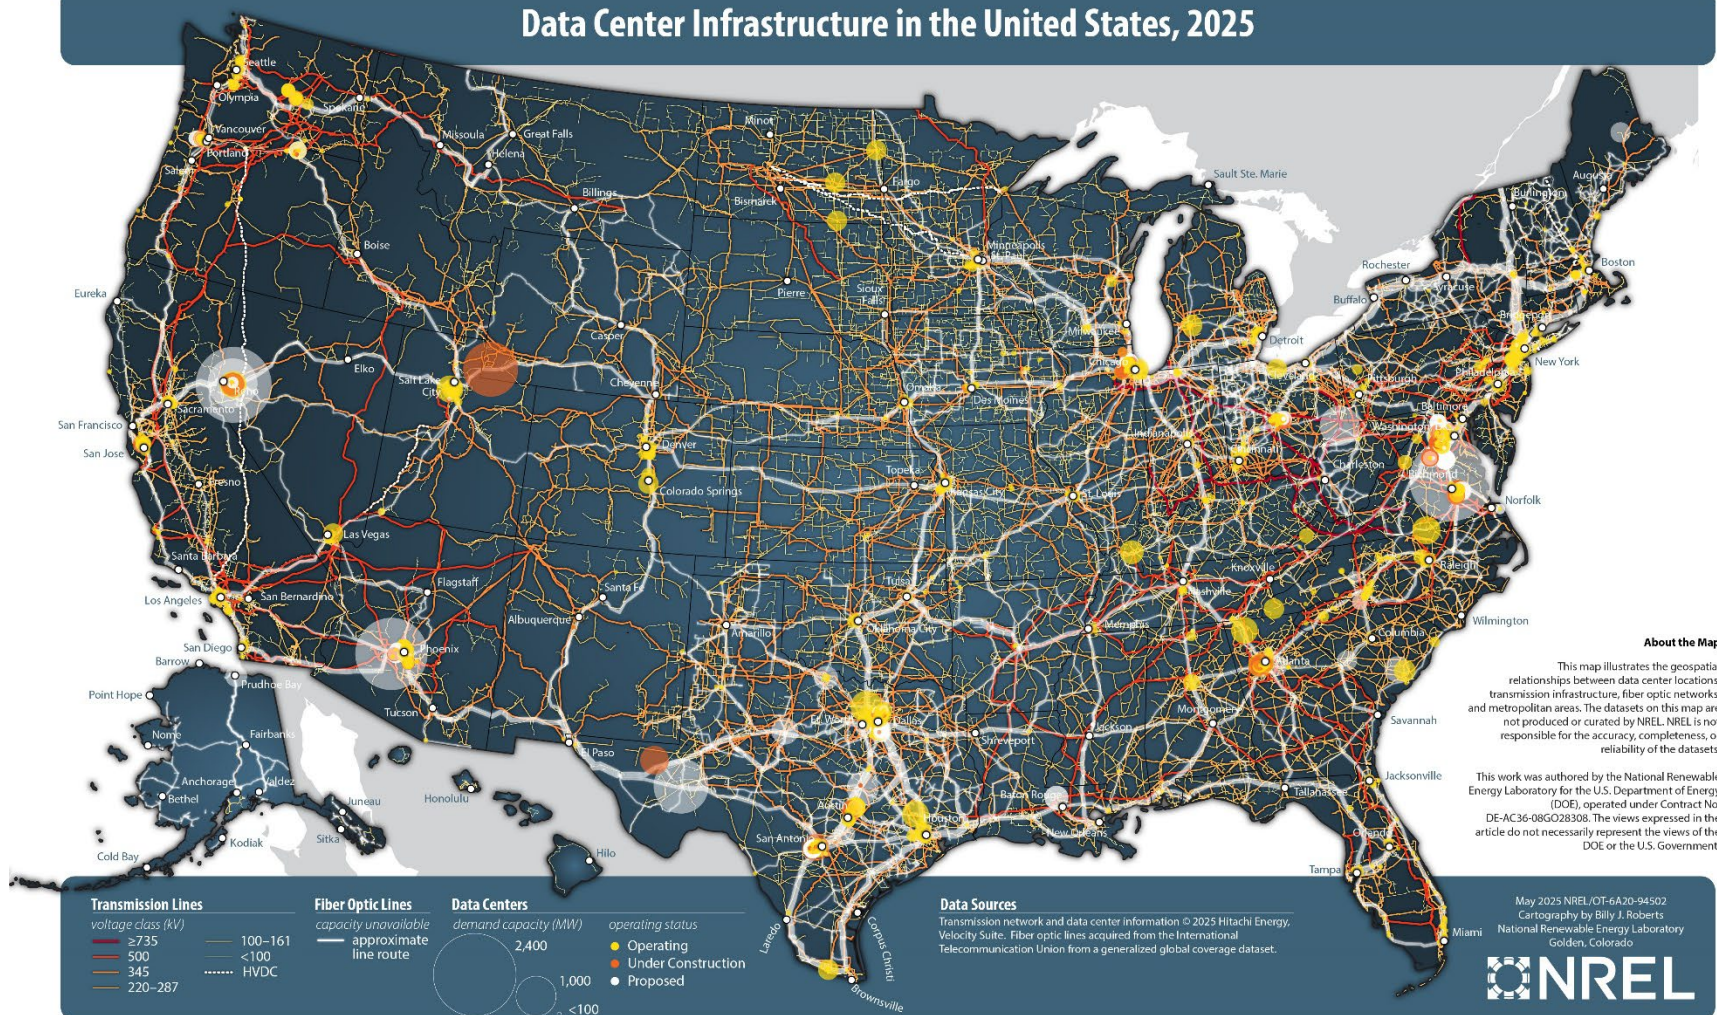 Data Center Infrastructure in the United States, 2025
Seattle
Olympia
Spokane
Vancouver
Portland
Salem
Missoula
Great Falls
Helena
Billings
Minot
Fargo
Bismarck
Sault Ste. Marie
Augusta
Burlington
Boise
Minneapolis
St. Paul
Pierre
Sioux
Falls
Rochester
Syracuse
Buffalo
Boston
Bridgeport
Eureka
Casper
Milwaukee
Detroit
New York
Elko
Salt Lake
City
Cheyenne
Chicago
Cleveland
Pittsburgh
Philadelphia
Reno
Sacramento
Omaha
Des Moines
Baltimore
Washington
San Francisco
San Jose
Denver
Indianapolis
Cincinnati
Charleston
Richmond
Topeka
Kansas City
Colorado Springs
St. Louis
Norfolk
Fresno
Las Vegas
Santa Barbara
Knoxville
Raleigh
Flagstaff
Santa Fe
Tulsa
Nashville
Los Angeles
San Bernardino
Albuquerque
Amarillo
Oklahoma City
Memphis
Wilmington
Columbia
San Diego
Phoenix
Atlanta
Barrow
Prudhoe Bay
Point Hope
Tucson
Ft. Worth
Dallas
Montgomery
Savannah
Nome
Fairbanks
El Paso
Shreveport
Jackson
Anchorage
Valdez
Bethel
Juneau
Honolulu
Austin
Baton Rouge
Tallahassee
Jacksonville
Kodiak
Sitka
San Antonio
Houston
New Orleans
Orlando
Cold Bay
Hilo
Tampa
Laredo
Corpus Christi
Miami
Brownsville
About the Map
This map illustrates the geospatia
relationships between data center locations
transmission infrastructure, fiber optic networks
and metropolitan areas. The datasets on this map are
not produced or curated by NREL. NREL is no
responsible for the accuracy, completeness, o
reliability of the datasets
This work was authored by the National Renewable
Energy Laboratory for the U.S. Department of Energy
(DOE), operated under Contract No
DE-AC36-08GO28308. The views expressed in the
article do not necessarily represent the views of the
DOE or the U.S. Government
Transmission Lines
voltage class (kV)
≥735
500
345
220–287
100–161
<100
HVDC
Fiber Optic Lines
capacity unavailable
approximate
line route
Data Centers
demand capacity (MW)
2,400
1,000
<100
operating status
Operating
Under Construction
Proposed
Data Sources
Transmission network and data center information © 2025 Hitachi Energy,
Velocity Suite. Fiber optic lines acquired from the International
Telecommunication Union from a generalized global coverage dataset.
May 2025 NREL/OT-6A20-94502
Cartography by Billy J. Roberts
National Renewable Energy Laboratory
Golden, Colorado
NREL